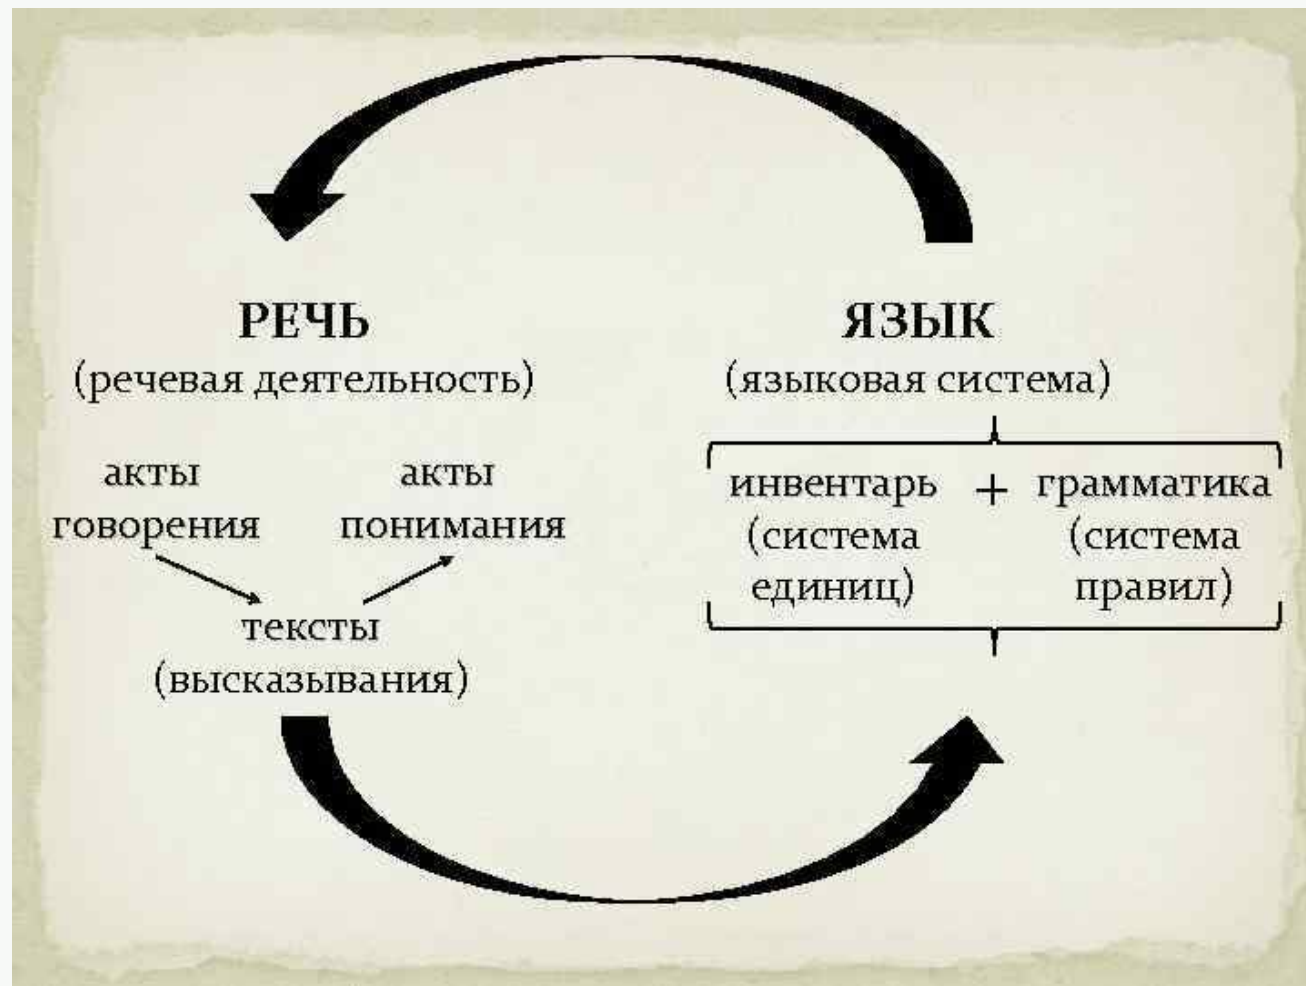 РЕЧЬ
(речевая деятельность)
акты
говорения
акты
понимания
тексты
(высказывания)
ЯЗЫК
(языковая система)
инвентарь + грамматика
(система
единиц)
(система
правил)